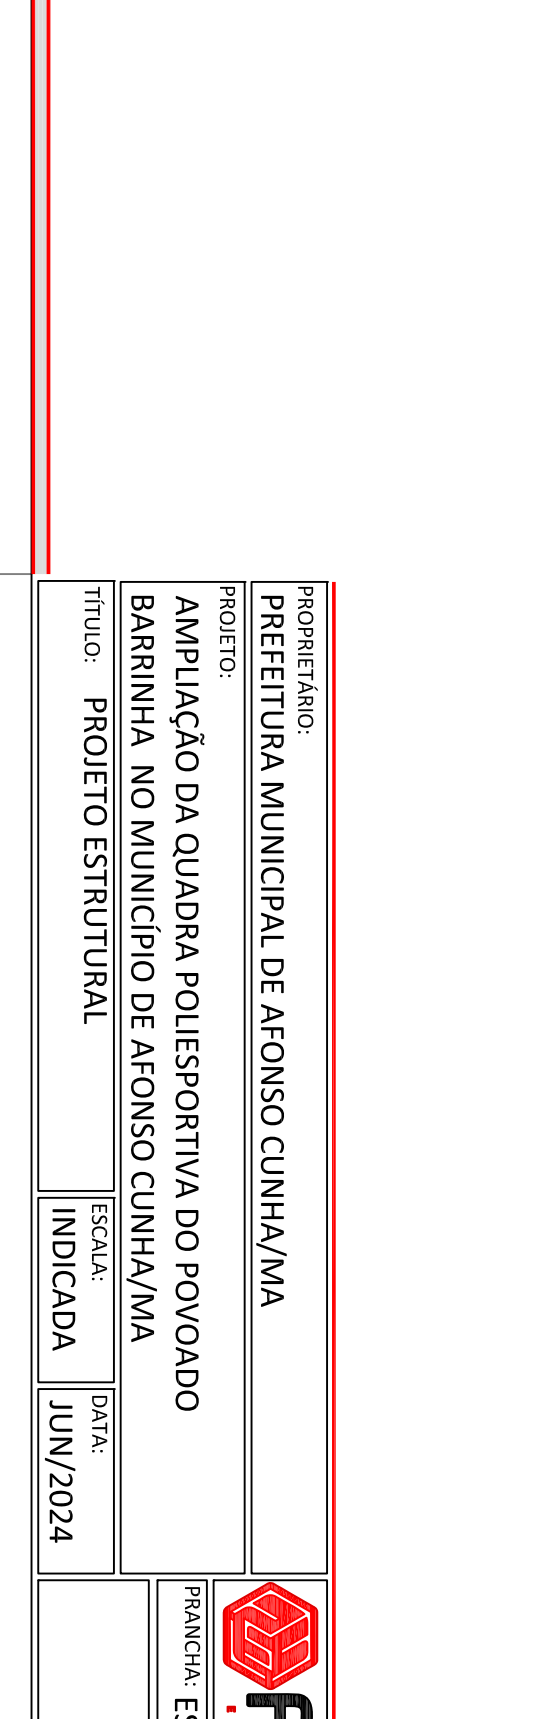 PROPRIETÁRIO:
PREFEITURA MUNICIPAL DE AFONSO CUNHA/MA
PROJETO:
AMPLIAÇÃO DA QUADRA POLIESPORTIVA DO POVOADO
BARRINHA NO MUNICÍPIO DE AFONSO CUNHA/MA
TÍTULO: PROJETO ESTRUTURAL
ESCALA:
INDICADA
DATA:
JUN/2024
PRANCHA: